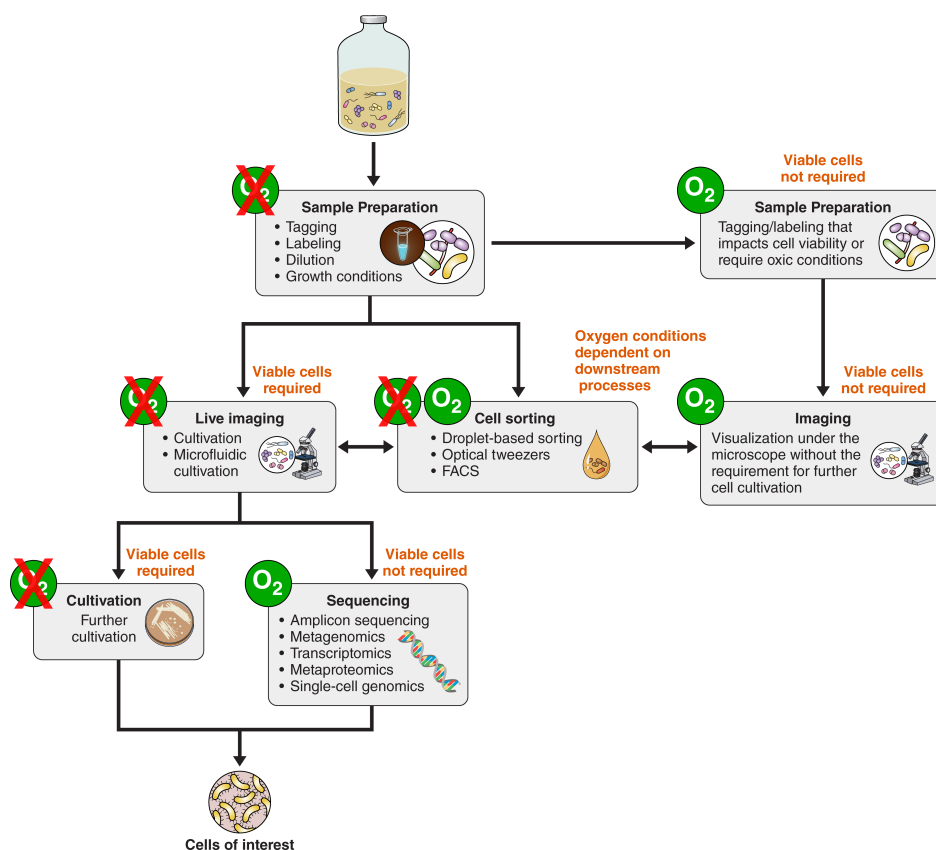 O2
Sample Preparation
• Tagging
• Labeling
• Dilution
• Growth conditions
Viable cells
not required
O2
Sample Preparation
Tagging/labeling that
impacts cell viability or
require oxic conditions
Viable cells
required
O2
Live imaging
• Cultivation
• Microfluidic
cultivation
Oxygen conditions
dependent on
downstream
processes
O2
O2
Cell sorting
• Droplet-based sorting
• Optical tweezers
• FACS
Viable cells
not required
O2
Imaging
Visualization under the
microscope without the
requirement for further
cell cultivation
Viable cells
required
O2
Cultivation
Further
cultivation
Viable cells
not required
O2
Sequencing
• Amplicon sequencing
• Metagenomics
• Transcriptomics
• Metaproteomics
• Single-cell genomics
Cells of interest